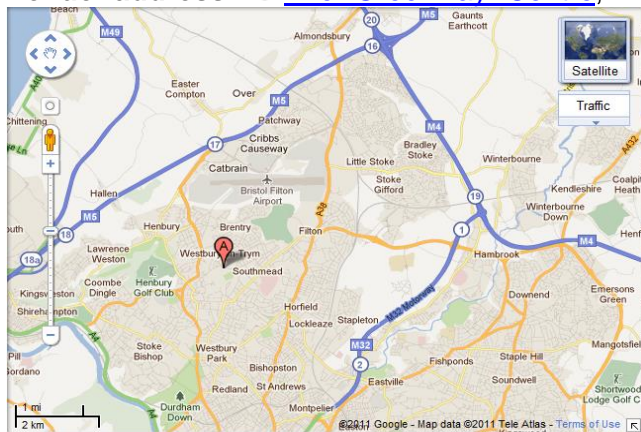 Beach
M49
20
M5
Gaunts
Earthcott
Almondsbury
16
Satellite
Easter
Compton
Over
M5
Patchway
Traffic
Chittening
Cribbs
Causeway
M4
17
Bradley
Stoke
A432
Catbrain
Little Stoke
Winterbourne
Bristol Filton
Airport
Stoke
Gifford
Kendleshire
Hallen
A38
19
Winterbourne
Down
M5
Henbury
Brentry
Filton
1
18
M4
Lawrence
Weston
A
Hambrook
18a
Westbury on Trym
Southmead
Coombe
Dingle
Henbury
Golf Club
M32 Motorway
Emersons
Green
Downend
Horfield
Stapleton
Lockleaze
A4
M32
Mangotsfield
Stoke
Bishop
Westbury
Park
2
Fishponds
Staple Hill
Bishopston
Pill
Redland
St Andrews
Eastville
Soundwell
Shortwood
Lodge Golf C
1 mi
2 km
Durdham
Down
A4
Montpelier
©2011 Google - Map data ©2011 Tele Atlas - Terms of Use